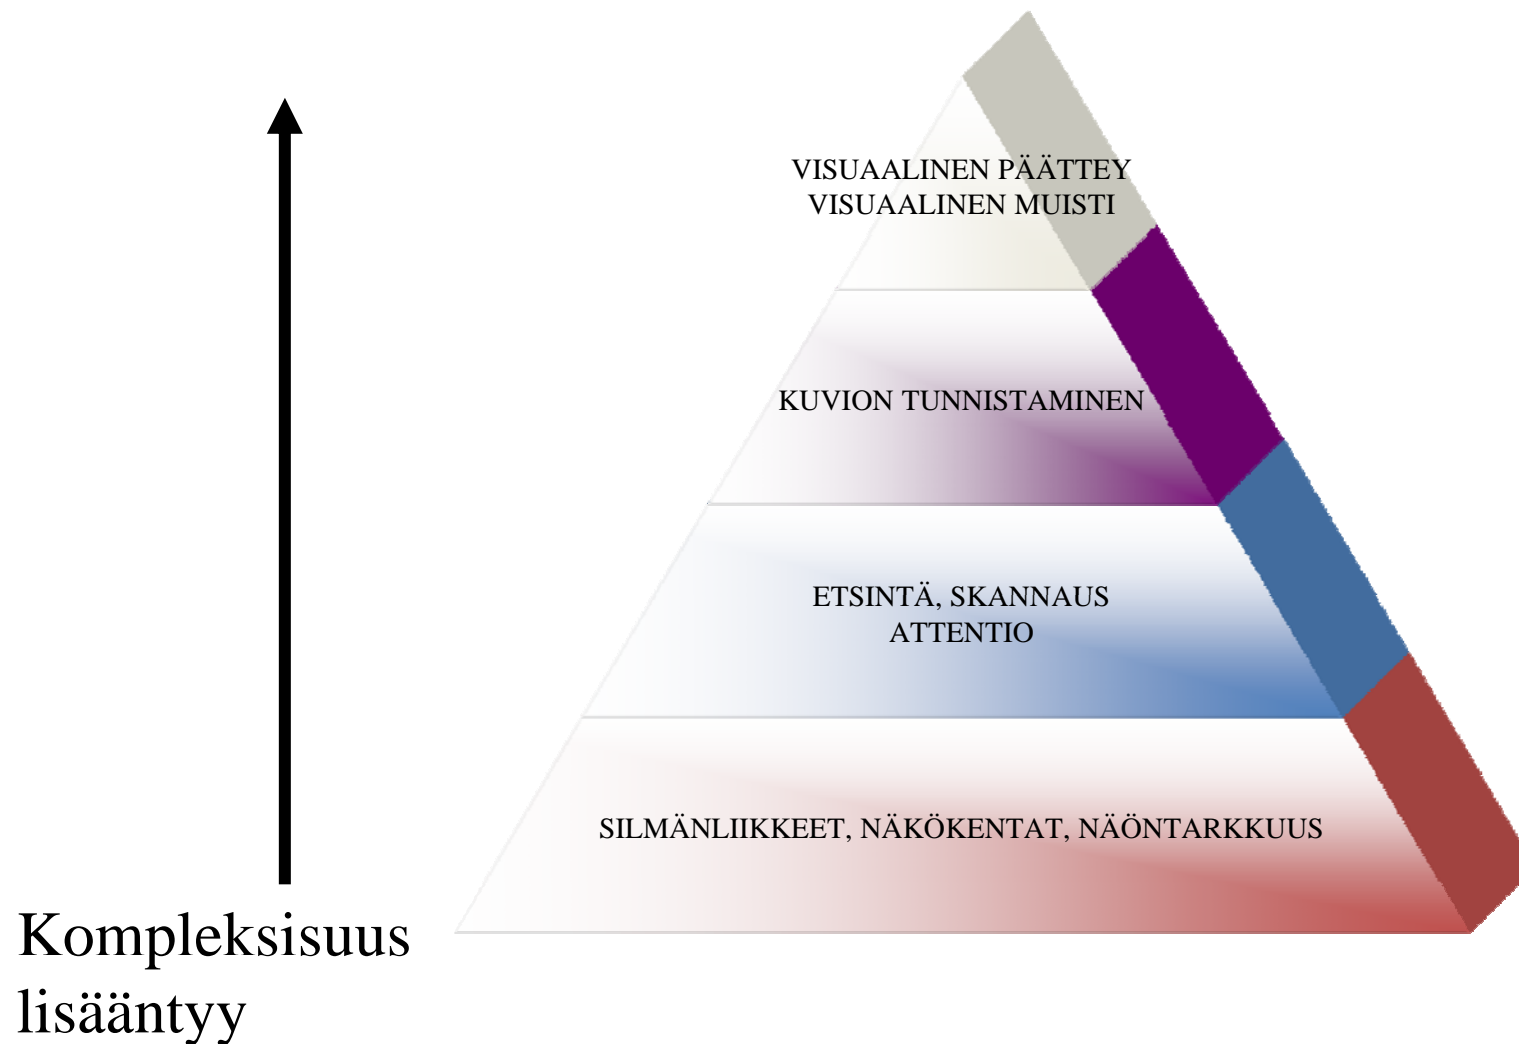 VISUAALINEN PÄÄTTEY
VISUAALINEN MUISTI
KUVION TUNNISTAMINEN
ETSINTÄ, SKANNAUS
ATTENTIO
SILMÄNLIIKKEET, NÄKÖKENTAT, NÄÖNTARKKUUS
Kompleksisuus
lisääntyy